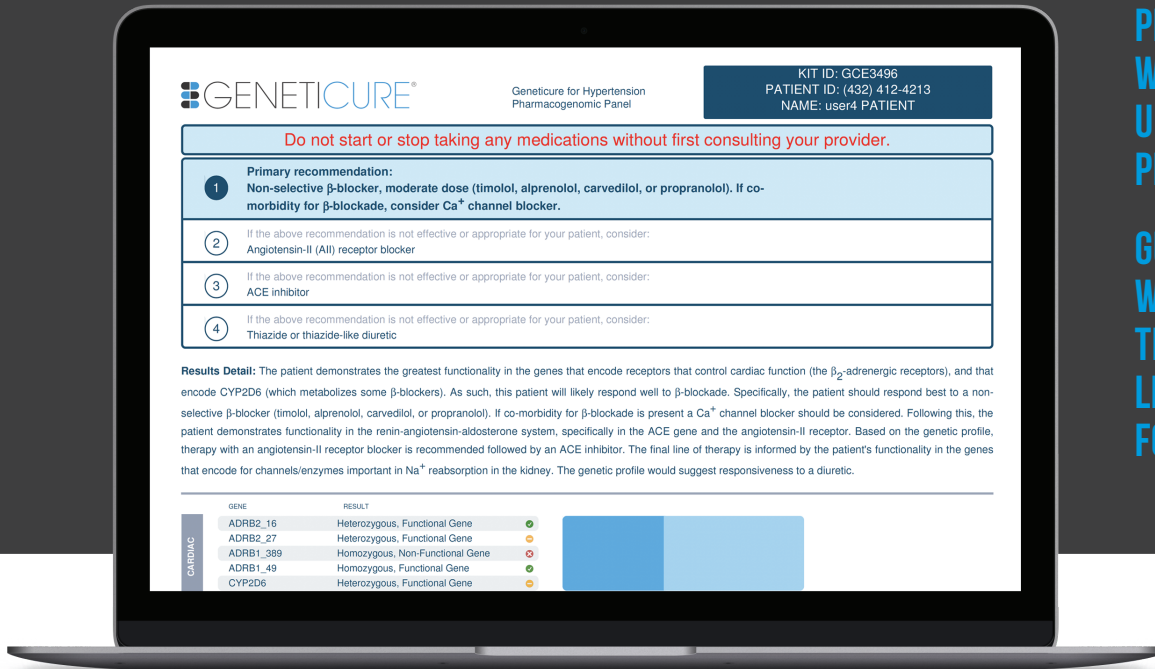 GENETICURE®
Geneticure for Hypertension
Pharmacogenomic Panel
KIT ID: GCE3496
PATIENT ID: (432) 412-4213
NAME: user4 PATIENT
Do not start or stop taking any medications without first consulting your provider.
1
Primary recommendation:
Non-selective β-blocker, moderate dose (timolol, alprenolol, carvedilol, or propranolol). If co-
morbidity for β-blockade, consider Ca+ channel blocker.
2
If the above recommendation is not effective or appropriate for your patient, consider:
Angiotensin-II (AII) receptor blocker
3
If the above recommendation is not effective or appropriate for your patient, consider:
ACE inhibitor
4
If the above recommendation is not effective or appropriate for your patient, consider:
Thiazide or thiazide-like diuretic
Results Detail: The patient demonstrates the greatest functionality in the genes that encode receptors that control cardiac function (the β2-adrenergic receptors), and that
encode CYP2D6 (which metabolizes some β-blockers). As such, this patient will likely respond well to β-blockade. Specifically, the patient should respond best to a non-
selective β-blocker (timolol, alprenolol, carvedilol, or propranolol). If co-morbidity for β-blockade is present a Ca+ channel blocker should be considered. Following this, the
patient demonstrates functionality in the renin-angiotensin-aldosterone system, specifically in the ACE gene and the angiotensin-II receptor. Based on the genetic profile,
therapy with an angiotensin-II receptor blocker is recommended followed by an ACE inhibitor. The final line of therapy is informed by the patient's functionality in the genes
that encode for channels/enzymes important in Na+ reabsorption in the kidney. The genetic profile would suggest responsiveness to a diuretic.
GENE RESULT
CARDIAC
ADRB2_16 Heterozygous, Functional Gene
ADRB2_27 Heterozygous, Functional Gene
ADRB1_389 Homozygous, Non-Functional Gene
ADRB1_49 Homozygous, Functional Gene
CYP2D6 Heterozygous, Functional Gene